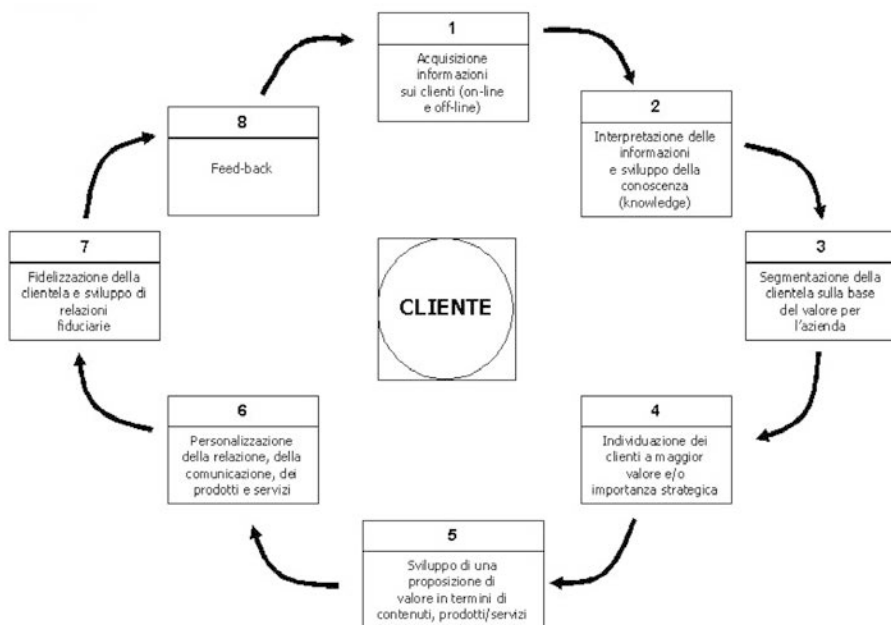 1
Acquisizione
informazioni
sui clienti (on-line
e off-line)
2
Interpretazione delle
informazioni
e sviluppo della
conoscenza
(knowledge)
3
Segmentazione della
clientela sulla base
del valore per
l'azienda
4
Individuazione dei
clienti a maggior
valore e/o
importanza strategica
5
Sviluppo di una
proposizione di
valore in termini di
contenuti, prodotti/servizi
6
Personalizzazione
della relazione, della
comunicazione, dei
prodotti e servizi
7
Fidelizzazione della
clientela e sviluppo di
relazioni
fiduciarie
8
Feed-back
CLIENTE